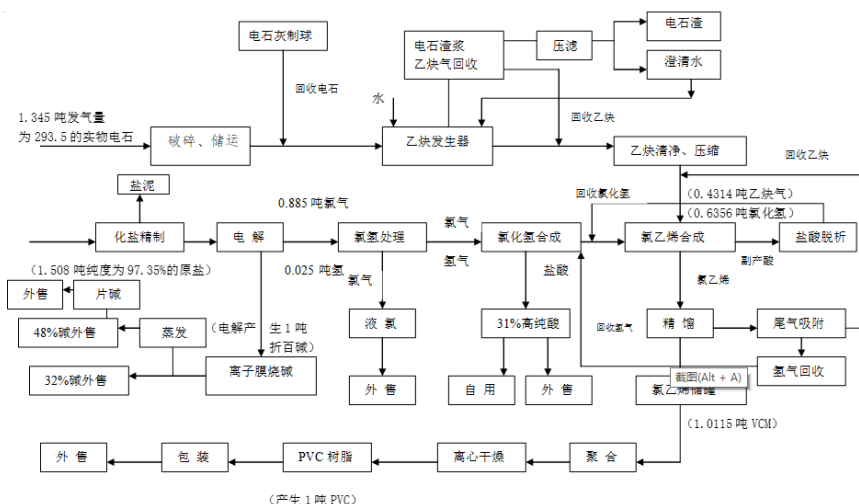 电石灰制球
电石渣浆
乙炔气回收
压滤
电石渣
澄清水
回收电石
水
回收乙炔
1.345 吨发气量
为 293.5 的实物电石
破碎、储运
乙炔发生器
乙炔清净、压缩
回收乙炔
盐泥
0.885 吨氯气
回收氯化氢
（0.4314 吨乙炔气）
（0.6356 吨氯化氢）
化盐精制
电 解
氯氢处理
氯气
氢气
氯化氢合成
氯乙烯合成
盐酸脱析
副产酸
（1.508 吨纯度为 97.35%的原盐）
0.025 吨氢
氯气
盐酸
氯乙烯
外售
片碱
48%碱外售
蒸发
（电解产
生 1 吨
折百碱）
液 氯
31%高纯酸
回收氢气
精 馏
尾气吸附
32%碱外售
离子膜烧碱
外 售
自 用
外 售
截图(Alt + A)
氯乙烯储罐
氢气回收
（1.0115 吨 VCM）
外 售
包 装
PVC 树脂
离心干燥
聚 合
（产生 1 吨 PVC）